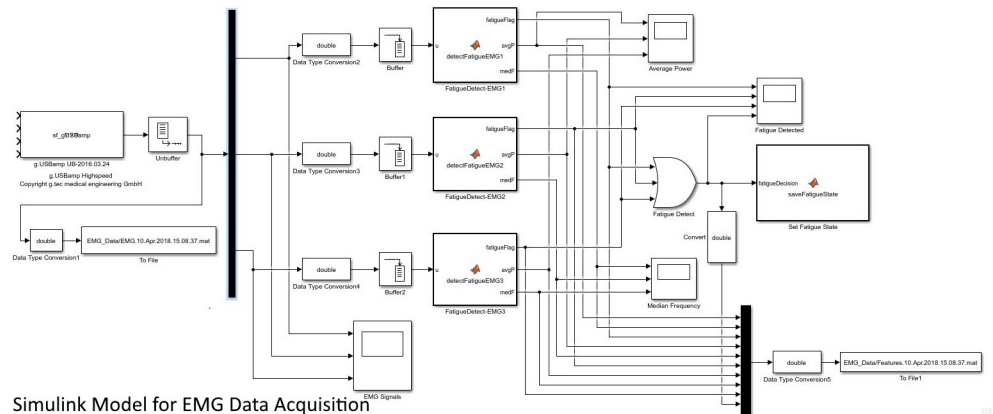 fatigueFlag
double
u
detectFatigueEMG1
avgP
Data Type Conversion2
Buffer
medF
Average Power
FatigueDetect-EMG1
Fatigue Detected
g.USBamp UB-2016.03.24
Unbuffer
g.USBamp Highspeed
Copyright g.tec medical engineering GmbH
fatigueFlag
double
u
detectFatigueEMG2
avgP
Data Type Conversion3
Buffer1
medF
FatigueDetect-EMG2
fatigueDecision
saveFatigueState
Fatigue Detect
Set Fatigue State
double
EMG_Data/EMG.10.Apr.2018.15.08.37.mat
Data Type Conversion1
To File
Convert
double
fatigueFlag
double
u
detectFatigueEMG3
avgP
Data Type Conversion4
Buffer2
medF
FatigueDetect-EMG3
Median Frequency
double
EMG_Data/Features.10.Apr.2018.15.08.37.mat
Data Type Conversion5
To File1
EMG Signals
Simulink Model for EMG Data Acquisition